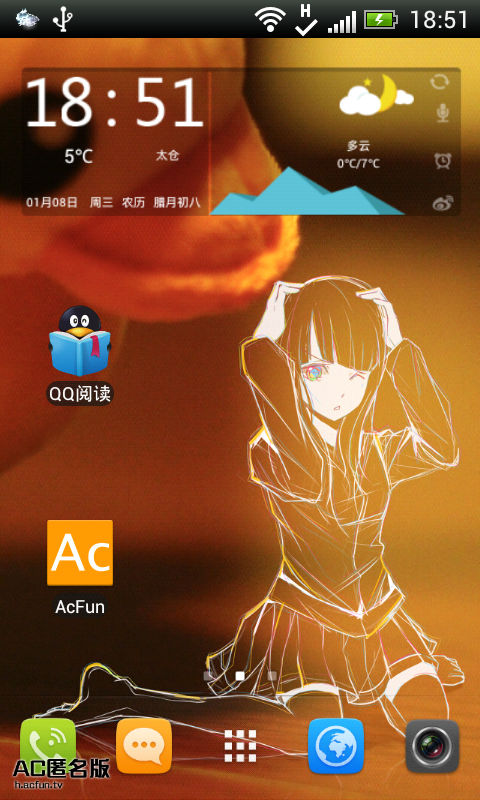 H
18:51
18:51
5°C
太仓
多云
0°C/7°C
01月08日 周三 农历 腊月初八
QQ阅读
Ac
AcFun
AC匿名版
h.acfun.tv